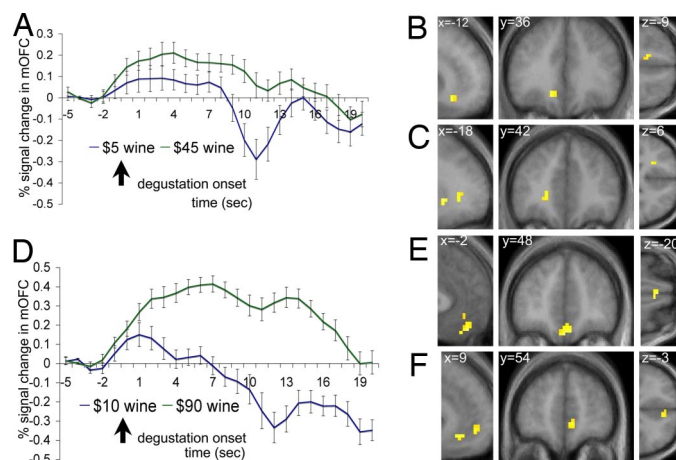 A
% signal change in mOFC
0.3
0.2
0.1
0
-0.1
-0.2
-0.3
-0.4
-0.5
-5 -2 1 4 7 10 13 16 19
$5 wine $45 wine
degustation onset
time (sec)
B
x=-12 y=36 z=-9
C
x=-18 y=42 z=6
D
% signal change in mOFC
0.5
0.4
0.3
0.2
0.1
0
-0.1
-0.2
-0.3
-0.4
-0.5
-5 -2 1 4 7 10 13 16 19
$10 wine $90 wine
degustation onset
time (sec)
E
x=-2 y=48 z=-20
F
x=9 y=54 z=-3